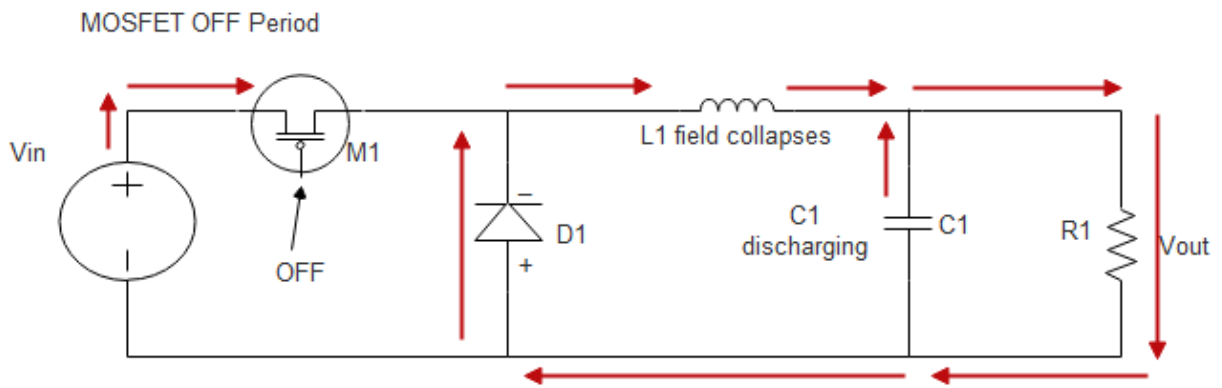 MOSFET OFF Period
Vin
M1
OFF
D1
L1 field collapses
C1
discharging
C1
R1
Vout